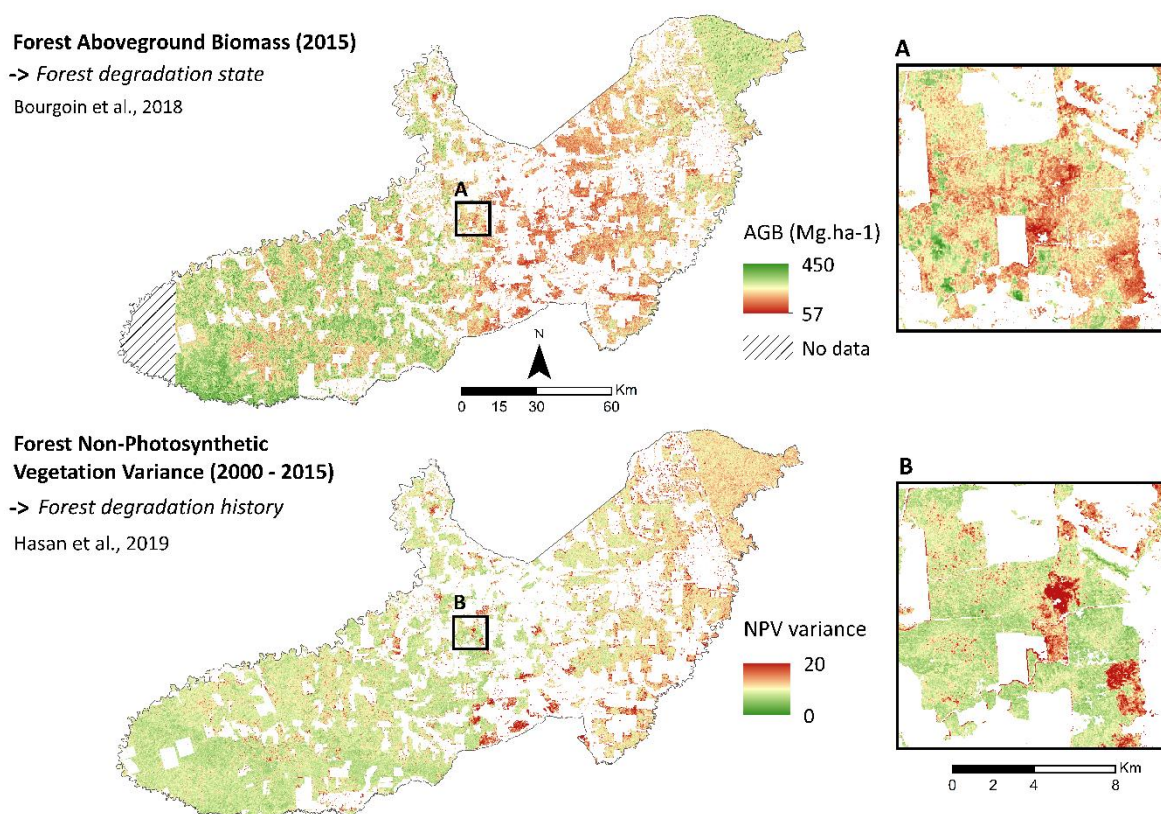 Forest Aboveground Biomass (2015)
-> Forest degradation state
Bourgoin et al., 2018
A
A
AGB (Mg.ha-1)
450
57
No data
N
Km
0 15 30 60
Forest Non-Photosynthetic
Vegetation Variance (2000 - 2015)
-> Forest degradation history
Hasan et al., 2019
B
B
NPV variance
20
0
Km
0 2 4 8